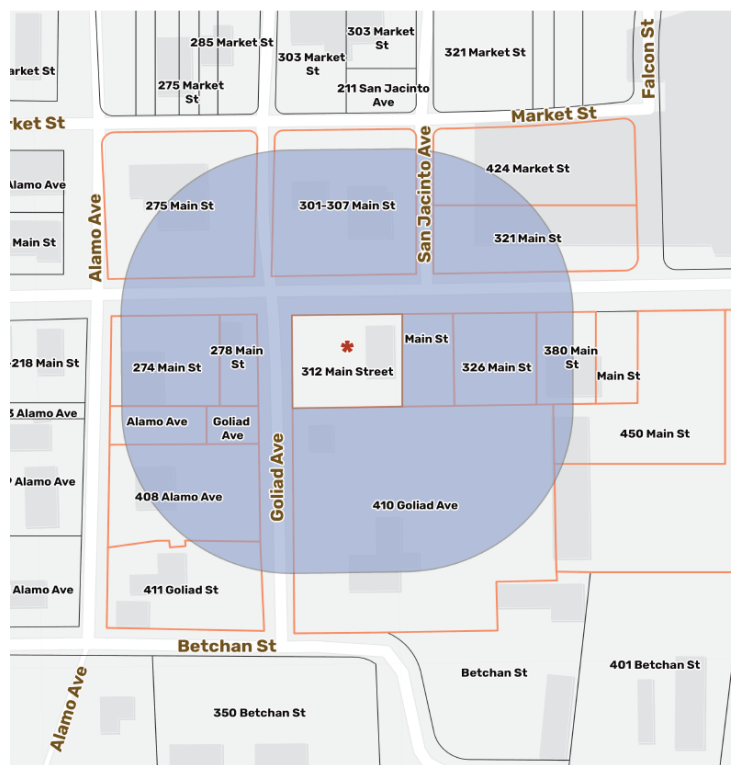 285 Market St
303 Market
St
303 Market
St
321 Market St
Falcon St
arket St
275 Market
St
211 San Jacinto
Ave
Market St
rket St
San Jacinto Ave
424 Market St
Alamo Ave
275 Main St
301-307 Main St
Alamo Ave
Main St
321 Main St
-218 Main St
274 Main St
278 Main
St
*
312 Main Street
Main St
326 Main St
380 Main
St
Main St
Alamo Ave
Alamo Ave
Goliad
Ave
Goliad Ave
450 Main St
Alamo Ave
408 Alamo Ave
410 Goliad Ave
Alamo Ave
411 Goliad St
Betchan St
Betchan St
401 Betchan St
Alamo Ave
350 Betchan St